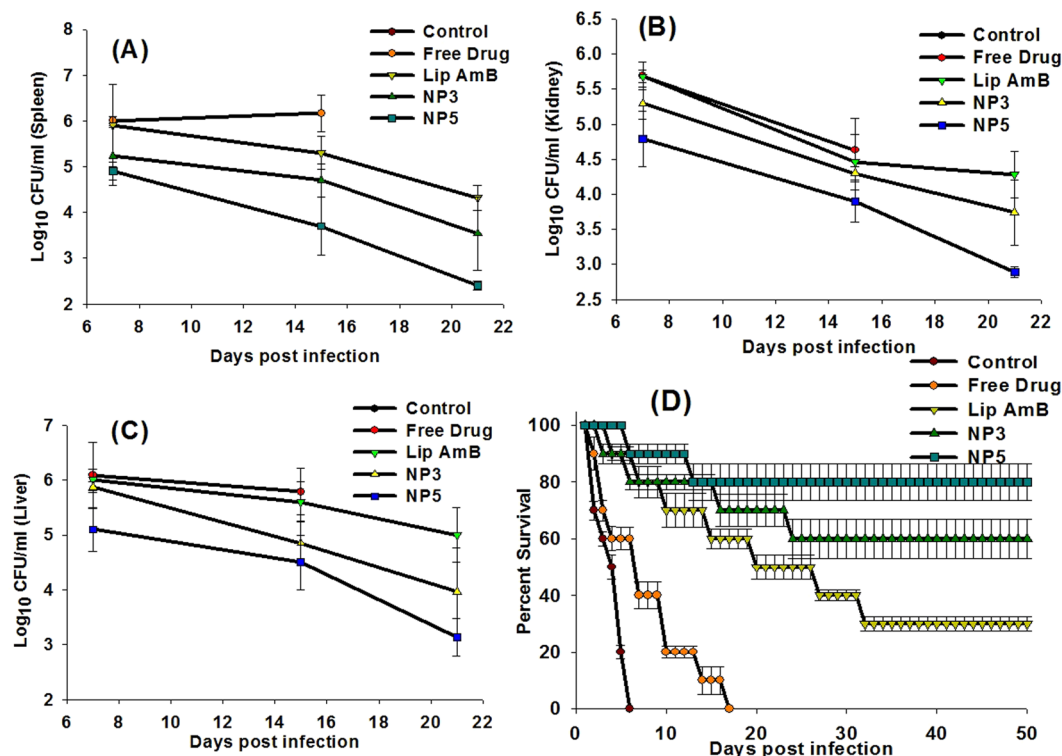 (A)
Control
Free Drug
Lip AmB
NP3
NP5
Log10 CFU/ml (Spleen)
8
7
6
5
4
3
2
6 8 10 12 14 16 18 20 22
Days post infection
(B)
Control
Free Drug
Lip AmB
NP3
NP5
Log10 CFU/ml (Kidney)
6.5
6.0
5.5
5.0
4.5
4.0
3.5
3.0
2.5
6 8 10 12 14 16 18 20 22
Days post infection
(C)
Control
Free Drug
Lip AmB
NP3
NP5
Log10 CFU/ml (Liver)
7
6
5
4
3
2
6 8 10 12 14 16 18 20 22
Days post infection
(D)
Control
Free Drug
Lip AmB
NP3
NP5
Percent Survival
100
80
60
40
20
0
0 10 20 30 40 50
Days post infection